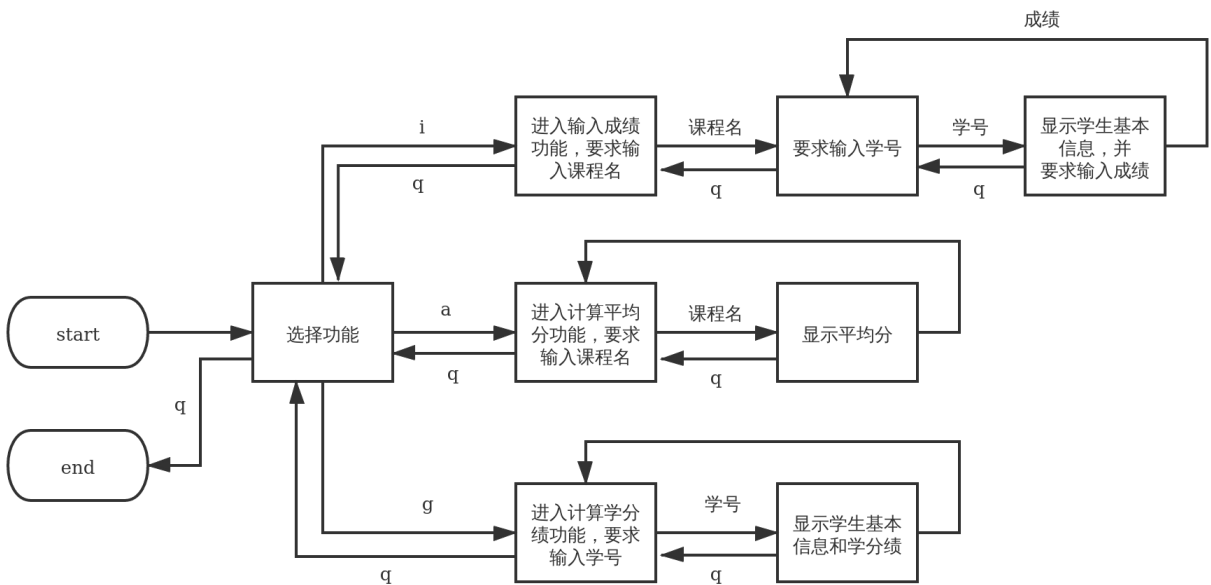 成绩
i
进入输入成绩
功能，要求输
入课程名
课程名
要求输入学号
学号
显示学生基本
信息，并
要求输入成绩
q
q
q
start
选择功能
a
进入计算平均
分功能，要求
输入课程名
课程名
显示平均分
q
q
q
end
g
进入计算学分
绩功能，要求
输入学号
学号
显示学生基本
信息和学分绩
q
q